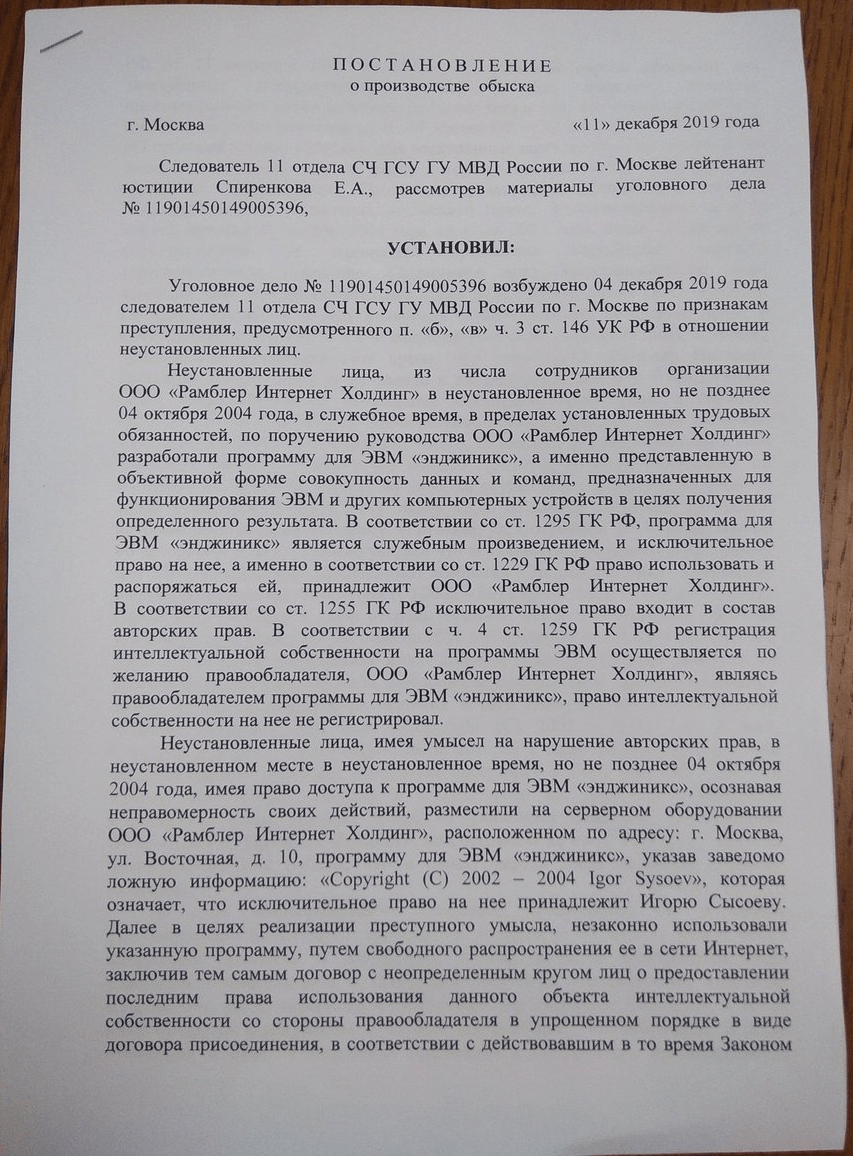 ПОСТАНОВЛЕНИЕ
о производстве обыска
г. Москва «11» декабря 2019 года
Следователь 11 отдела СЧ ГСУ ГУ МВД России по г. Москве лейтенант
юстиции Спиренкова Е.А., рассмотрев материалы уголовного дела
№ 11901450149005396,
УСТАНОВИЛ:
Уголовное дело № 11901450149005396 возбуждено 04 декабря 2019 года
следователем 11 отдела СЧ ГСУ ГУ МВД России по г. Москве по признакам
преступления, предусмотренного п. «б», «в» ч. 3 ст. 146 УК РФ в отношении
неустановленных лиц.
Неустановленные лица, из числа сотрудников организации
ООО «Рамблер Интернет Холдинг» в неустановленное время, но не позднее
04 октября 2004 года, в служебное время, в пределах установленных трудовых
обязанностей, по поручению руководства ООО «Рамблер Интернет Холдинг»
разработали программу для ЭВМ «энджиникс», а именно представленную в
объективной форме совокупность данных и команд, предназначенных для
функционирования ЭВМ и других компьютерных устройств в целях получения
определенного результата. В соответствии со ст. 1295 ГК РФ, программа для
ЭВМ «энджиникс» является служебным произведением, и исключительное
право на нее, а именно в соответствии со ст. 1229 ГК РФ право использовать и
распоряжаться ей, принадлежит ООО «Рамблер Интернет Холдинг».
В соответствии со ст. 1255 ГК РФ исключительное право входит в состав
авторских прав. В соответствии с ч. 4 ст. 1259 ГК РФ регистрация
интеллектуальной собственности на программы ЭВМ осуществляется по
желанию правообладателя, ООО «Рамблер Интернет Холдинг», являясь
правообладателем программы для ЭВМ «энджиникс», право интеллектуальной
собственности на нее не регистрировал.
Неустановленные лица, имея умысел на нарушение авторских прав, в
неустановленном месте в неустановленное время, но не позднее 04 октября
2004 года, имея право доступа к программе для ЭВМ «энджиникс», осознавая
неправомерность своих действий, разместили на серверном оборудовании
ООО «Рамблер Интернет Холдинг», расположенном по адресу: г. Москва,
ул. Восточная, д. 10, программу для ЭВМ «энджиникс», указав заведомо
ложную информацию: «Copyright (C) 2002 – 2004 Igor Sysoev», которая
означает, что исключительное право на нее принадлежит Игорю Сысоеву.
Далее в целях реализации преступного умысла, незаконно использовали
указанную программу, путем свободного распространения ее в сети Интернет,
заключив тем самым договор с неопределенным кругом лиц о предоставлении
последним права использования данного объекта интеллектуальной
собственности со стороны правообладателя в упрощенном порядке в виде
договора присоединения, в соответствии с действовавшим в то время Законом